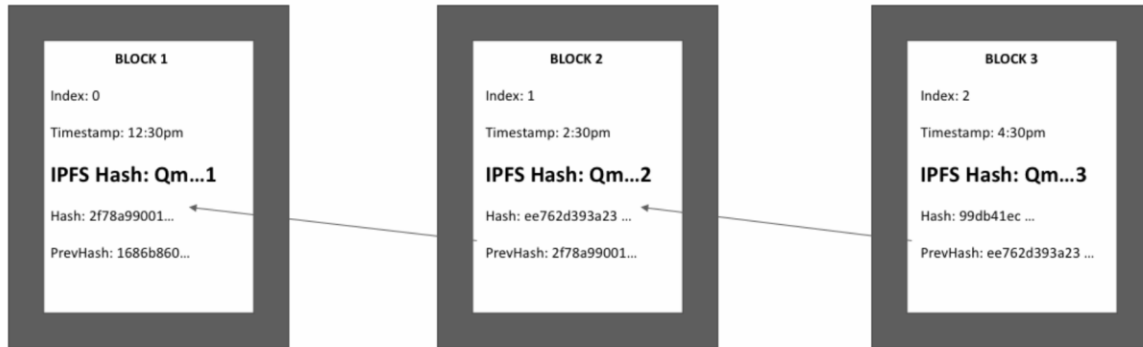 BLOCK 1
Index: 0
Timestamp: 12:30pm
IPFS Hash: Qm...1
Hash: 2f78a99001...
PrevHash: 1686b860...
BLOCK 2
Index: 1
Timestamp: 2:30pm
IPFS Hash: Qm...2
Hash: ee762d393a23 ...
PrevHash: 2f78a99001...
BLOCK 3
Index: 2
Timestamp: 4:30pm
IPFS Hash: Qm...3
Hash: 99db41ec ...
PrevHash: ee762d393a23 ...